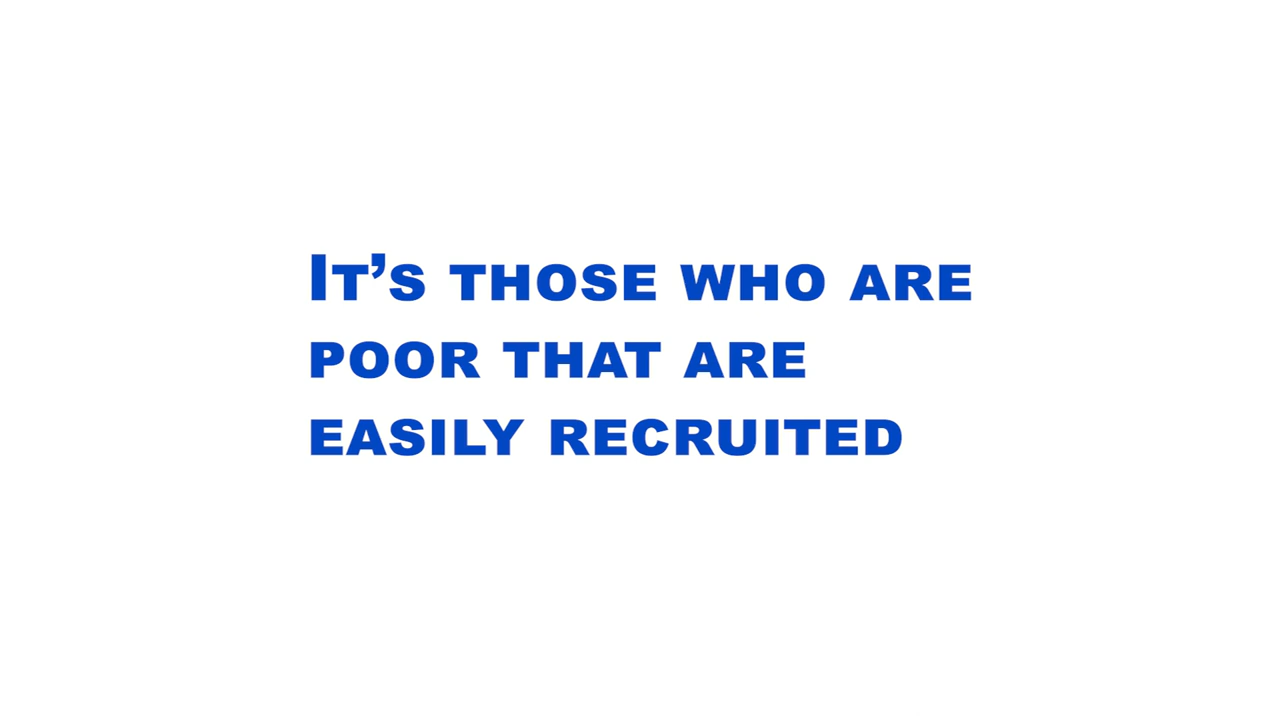 It’s those who are
poor that are
easily recruited